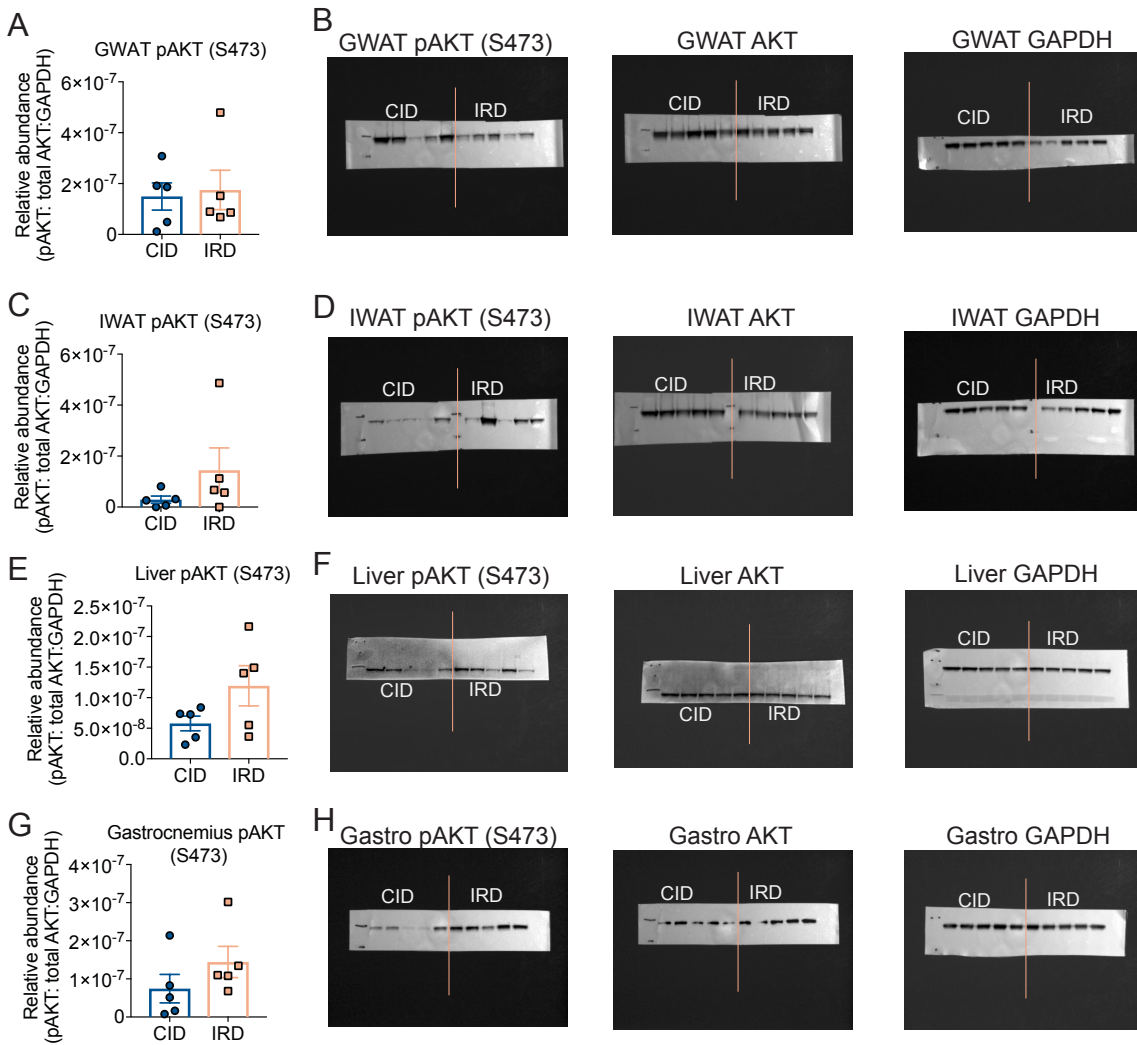 A
GWAT pAKT (S473)
Relative abundance
(pAKT: total AKT:GAPDH)
6×10⁻⁷
4×10⁻⁷
2×10⁻⁷
0
CID IRD
B
GWAT pAKT (S473)
CID IRD
GWAT AKT
CID IRD
GWAT GAPDH
CID IRD
C
IWAT pAKT (S473)
Relative abundance
(pAKT: total AKT:GAPDH)
6×10⁻⁷
4×10⁻⁷
2×10⁻⁷
0
CID IRD
D
IWAT pAKT (S473)
CID IRD
IWAT AKT
CID IRD
IWAT GAPDH
CID IRD
E
Liver pAKT (S473)
Relative abundance
(pAKT: total AKT:GAPDH)
2.5×10⁻⁷
2.0×10⁻⁷
1.5×10⁻⁷
1.0×10⁻⁷
5.0×10⁻⁸
0.0
CID IRD
F
Liver pAKT (S473)
CID IRD
Liver AKT
CID IRD
Liver GAPDH
CID IRD
G
Gastrocnemius pAKT
(S473)
Relative abundance
(pAKT: total AKT:GAPDH)
4×10⁻⁷
3×10⁻⁷
2×10⁻⁷
1×10⁻⁷
0
CID IRD
H
Gastro pAKT (S473)
CID IRD
Gastro AKT
CID IRD
Gastro GAPDH
CID IRD